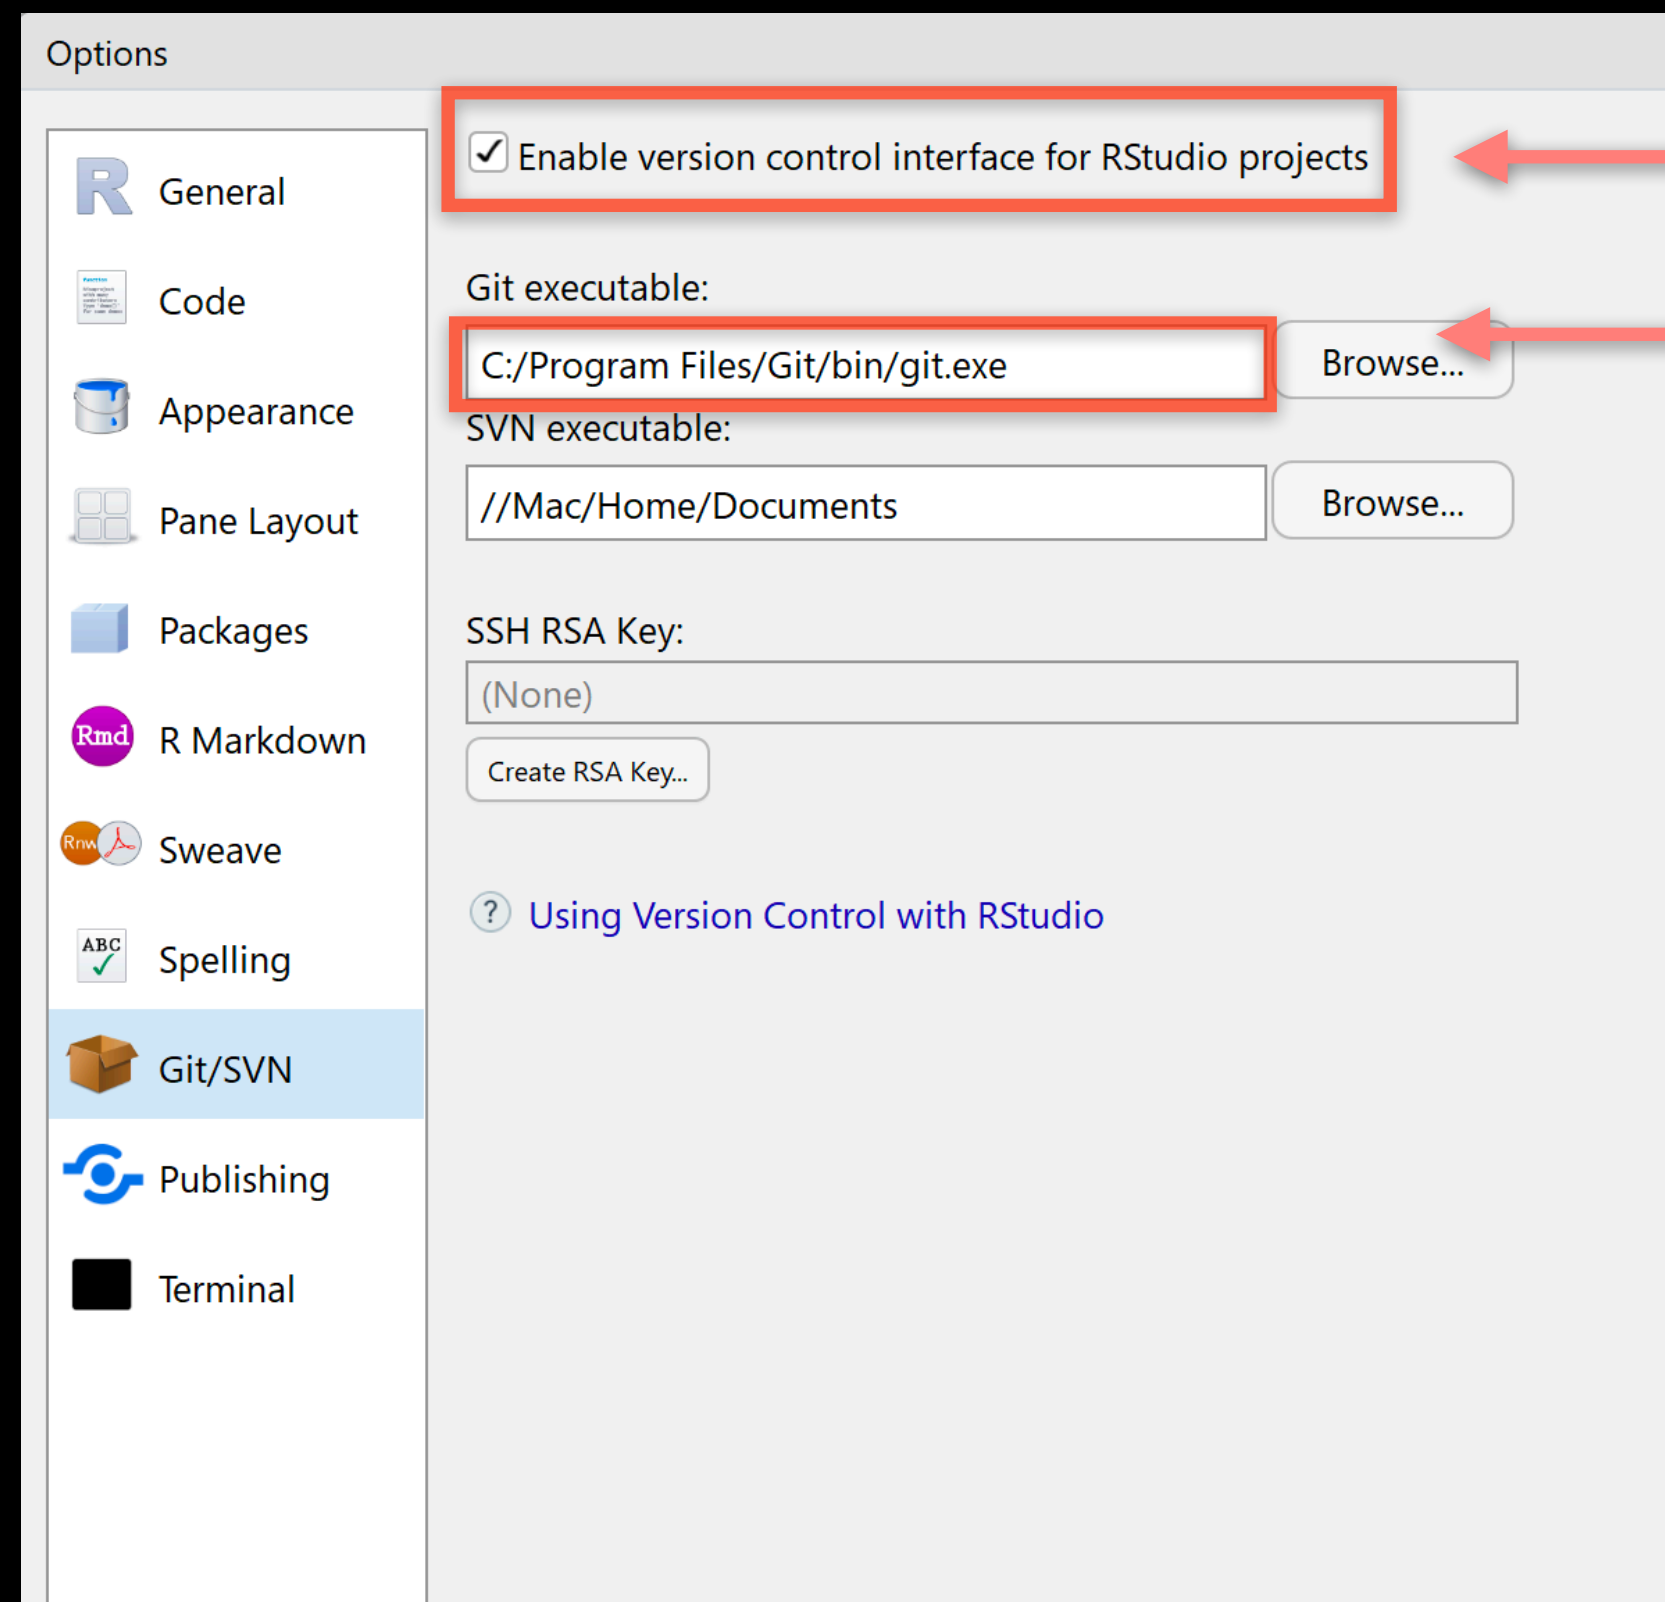 Options
General
Code
Appearance
Pane Layout
Packages
Rmd
R Markdown
Rnw
Sweave
ABC
Spelling
Git/SVN
Publishing
Terminal
Enable version control interface for RStudio projects
Git executable:
C:/Program Files/Git/bin/git.exe
Browse...
SVN executable:
//Mac/Home/Documents
Browse...
SSH RSA Key:
(None)
Create RSA Key...
? Using Version Control with RStudio